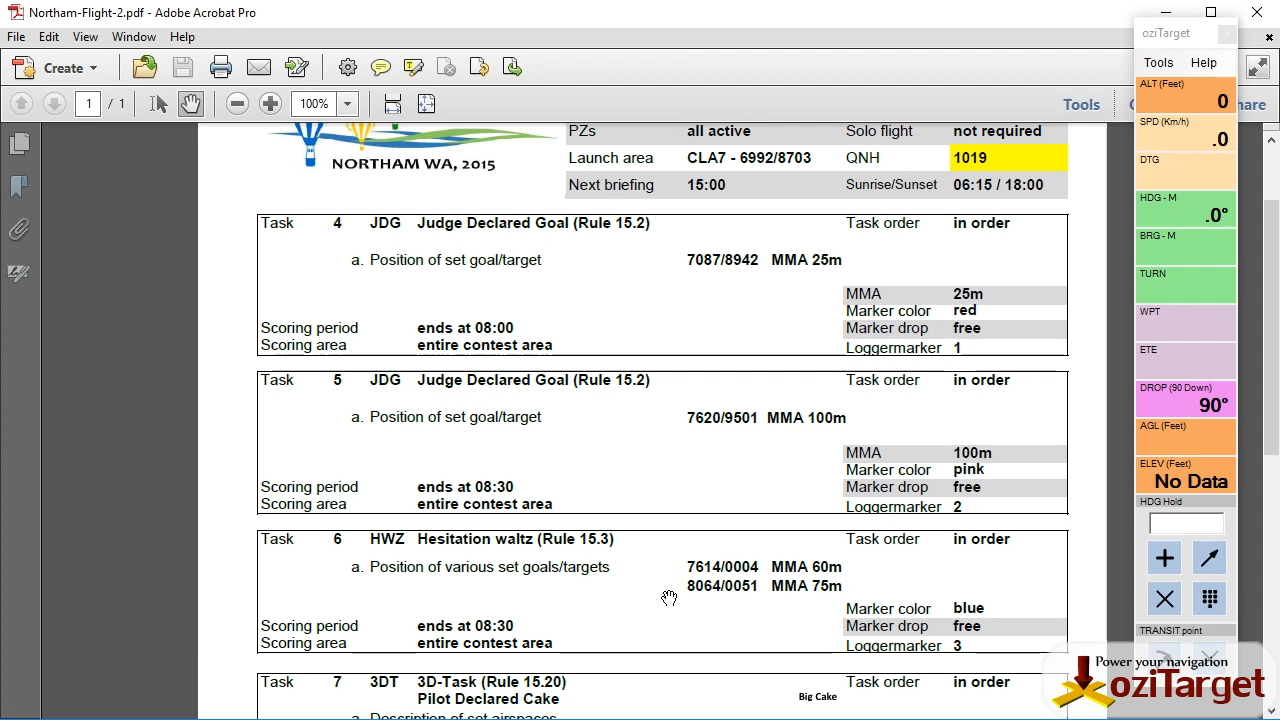 Northam-Flight-2.pdf - Adobe Acrobat Pro
File Edit View Window Help
Create
1 / 1 100% Tools
oziTarget
Tools Help
ALT (Feet)
0
SPD (Km/h)
.0
DTG
HDG - M
.0°
BRG - M
TURN
WPT
ETE
DROP (90 Down)
90°
AGL (Feet)
ELEV (Feet)
No Data
HDG Hold
TRANSIT point
NORTHAM WA, 2015
PZs all active Solo flight not required
Launch area CLA7 - 6992/8703 QNH 1019
Next briefing 15:00 Sunrise/Sunset 06:15 / 18:00
Task 4 JDG Judge Declared Goal (Rule 15.2) Task order in order
a. Position of set goal/target 7087/8942 MMA 25m
MMA 25m
Marker color red
Scoring period ends at 08:00 Marker drop free
Scoring area entire contest area Loggermarker 1
Task 5 JDG Judge Declared Goal (Rule 15.2) Task order in order
a. Position of set goal/target 7620/9501 MMA 100m
MMA 100m
Marker color pink
Scoring period ends at 08:30 Marker drop free
Scoring area entire contest area Loggermarker 2
Task 6 HWZ Hesitation waltz (Rule 15.3) Task order in order
a. Position of various set goals/targets 7614/0004 MMA 60m
8064/0051 MMA 75m
Marker color blue
Scoring period ends at 08:30 Marker drop free
Scoring area entire contest area Loggermarker 3
Task 7 3DT 3D-Task (Rule 15.20) Task order in order
Pilot Declared Cake Big Cake
a. Description of set airspaces
Power your navigation
oziTarget